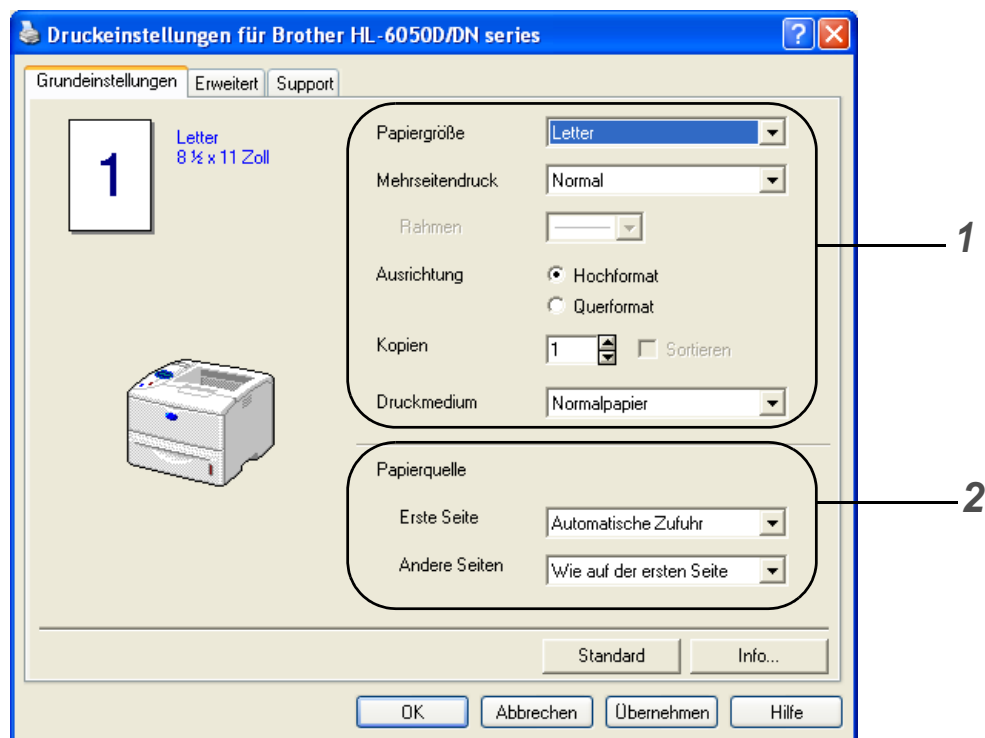 Druckeinstellungen für Brother HL-6050D/DN series
Grundeinstellungen Erweitert Support
1
Letter
8 ½ x 11 Zoll
Papiergröße Letter
Mehrseitendruck Normal
Rahmen
Ausrichtung Hochformat
Querformat
Kopien 1 Sortieren
Druckmedium Normalpapier
1
Papierquelle
Erste Seite Automatische Zufuhr
Andere Seiten Wie auf der ersten Seite
2
Standard Info...
OK Abbrechen Übernehmen Hilfe